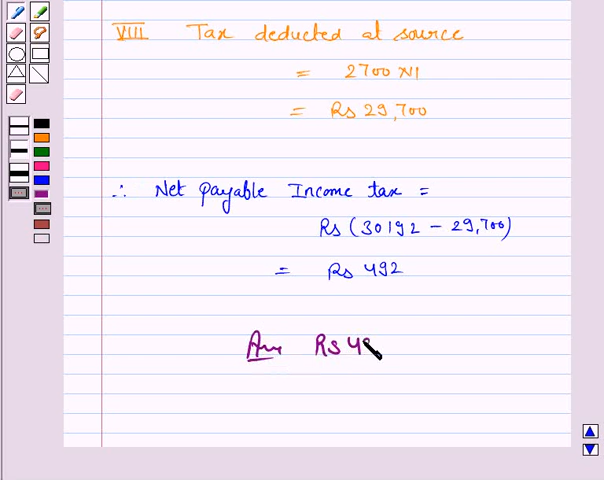 VIII Tax deducted at source
= 2700 × 11
= Rs 29,700
∴ Net payable Income tax =
Rs (30192 - 29,700)
= Rs 492
Ans Rs 49